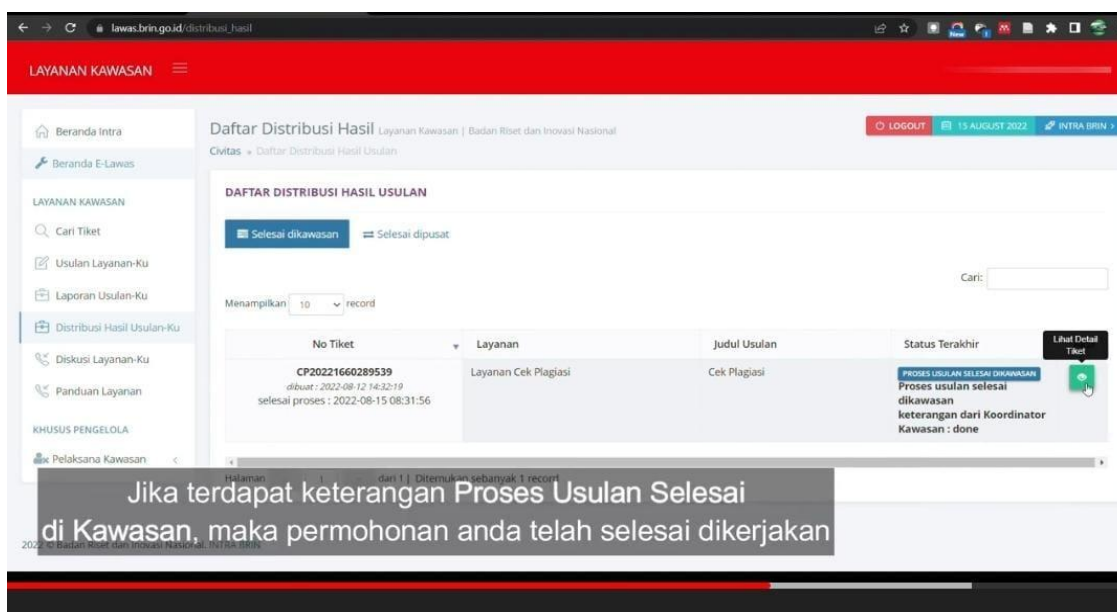 lawas.brin.go.id/distribusi_hasil
New
LAYANAN KAWASAN
Beranda Intra
Beranda E-Lawas
LAYANAN KAWASAN
Cari Tiket
Usulan Layanan-Ku
Laporan Usulan-Ku
Distribusi Hasil Usulan-Ku
Diskusi Layanan-Ku
Panduan Layanan
KHUSUS PENGELOLA
Pelaksana Kawasan
Daftar Distribusi Hasil Layanan Kawasan | Badan Riset dan Inovasi Nasional
Civitas » Daftar Distribusi Hasil Usulan
LOGOUT 15 AUGUST 2022 INTRA BRIN
DAFTAR DISTRIBUSI HASIL USULAN
Selesai dikawasan Selesai dipusat
Cari:
Menampilkan 10 record
No Tiket Layanan Judul Usulan Status Terakhir
Lihat Detail
Tiket
CP20221660289539 Layanan Cek Plagiasi Cek Plagiasi PROSES USULAN SELESAI DIKAWASAN
dibuat : 2022-08-12 14:32:19 Proses usulan selesai
selesai proses : 2022-08-15 08:31:56 dikawasan
keterangan dari Koordinator
Kawasan : done
Halaman 1 dari 1 | Ditemukan sebanyak 1 record
Jika terdapat keterangan Proses Usulan Selesai
di Kawasan, maka permohonan anda telah selesai dikerjakan
2022 © Badan Riset dan Inovasi Nasional. INTRA BRIN